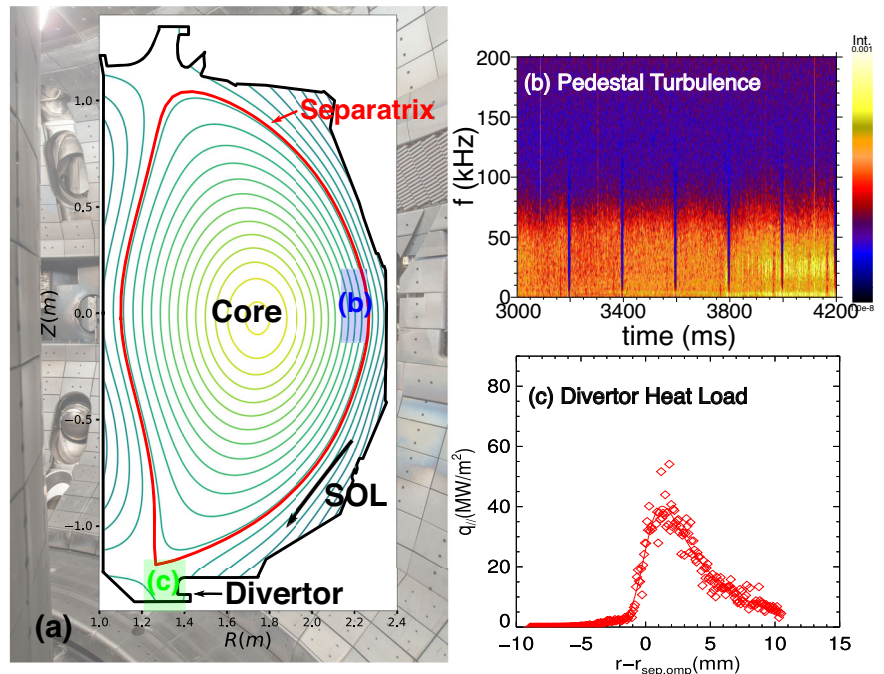 1.0
0.5
0.0
−0.5
−1.0
Z(m)
Separatrix
Core
(b)
SOL
(c)
Divertor
(a)
1.0 1.2 1.4 1.6 1.8 2.0 2.2 2.4
R(m)
Int.
0.001
(b) Pedestal Turbulence
200
150
100
50
0
f (kHz)
3000 3400 3800 4200
time (ms)
(c) Divertor Heat Load
80
60
40
20
0
q//(MW/m²)
−10 −5 0 5 10 15
r−rsep,omp(mm)